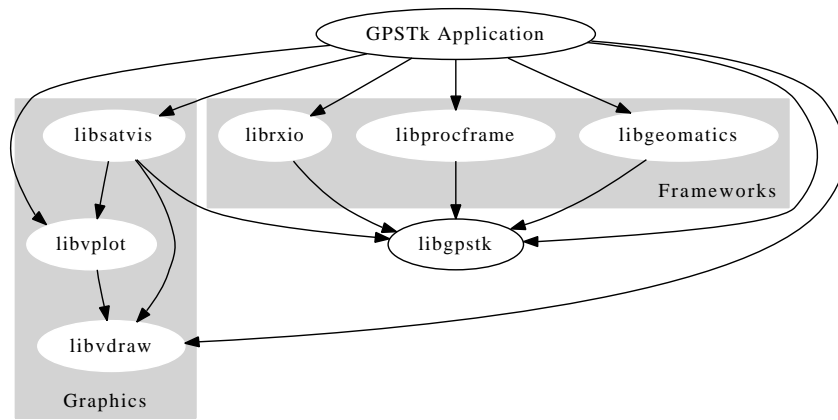 GPSTk Application
libsatvis
librxio
libprocframe
libgeomatics
Frameworks
libvplot
libgpstk
libvdraw
Graphics